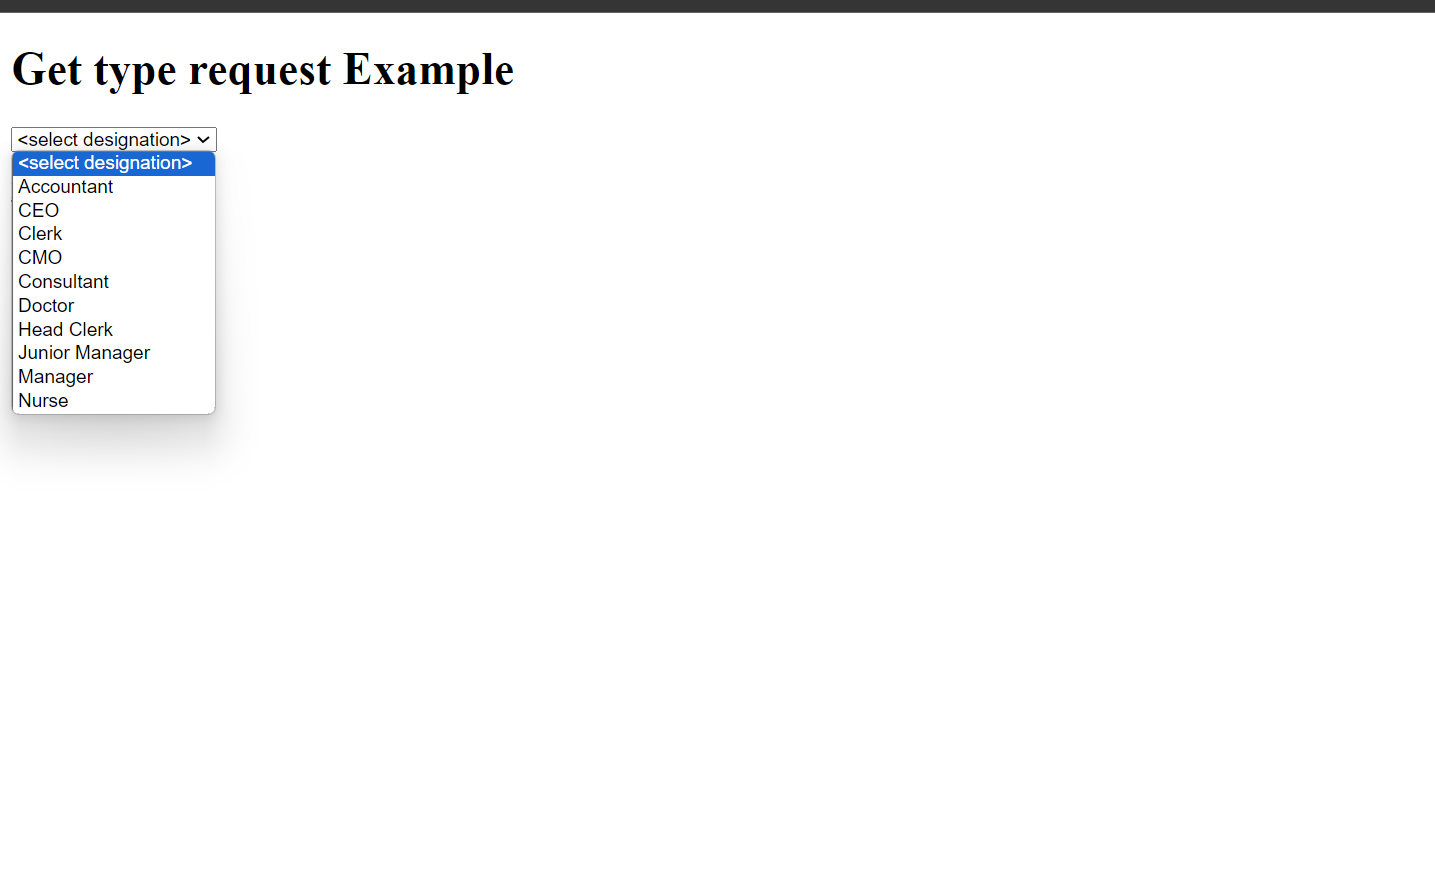 Get type request Example
<select designation>
<select designation>
Accountant
CEO
Clerk
CMO
Consultant
Doctor
Head Clerk
Junior Manager
Manager
Nurse